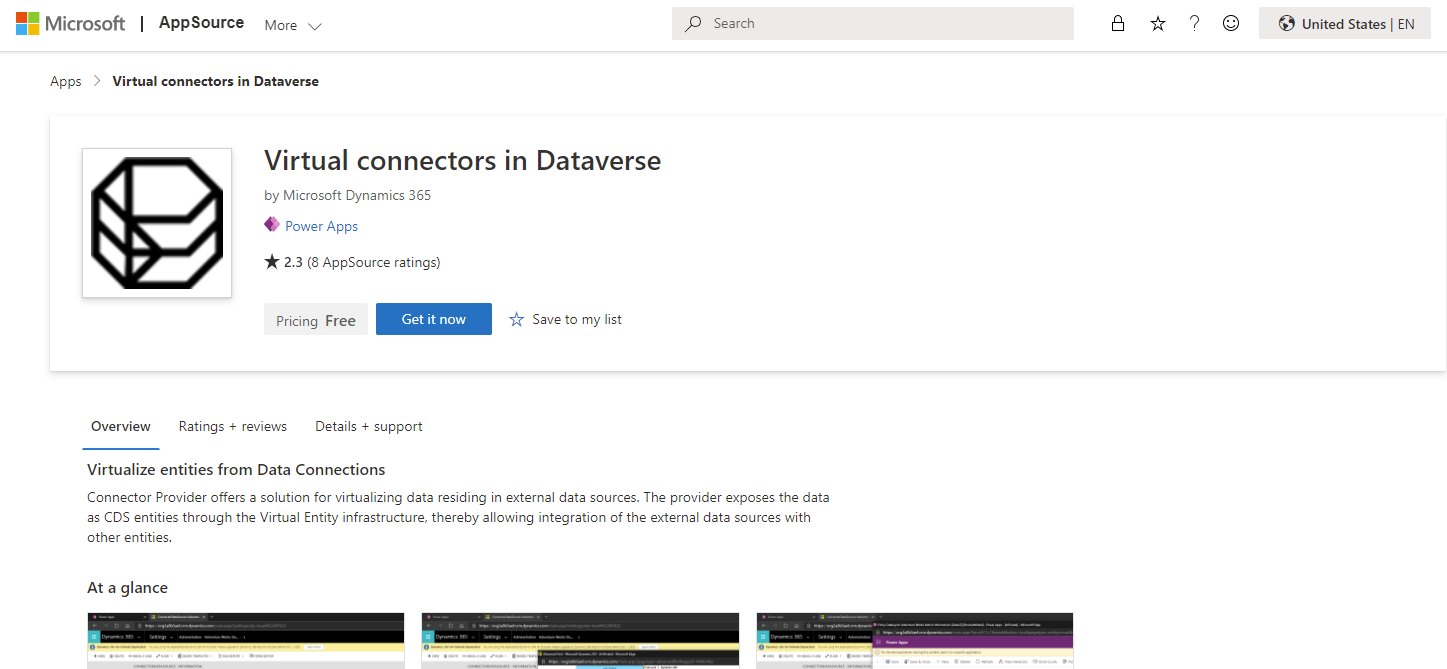 Microsoft | AppSource More Search United States | EN
Apps > Virtual connectors in Dataverse
Virtual connectors in Dataverse
by Microsoft Dynamics 365
Power Apps
2.3 (8 AppSource ratings)
Pricing Free Get it now Save to my list
Overview Ratings + reviews Details + support
Virtualize entities from Data Connections
Connector Provider offers a solution for virtualizing data residing in external data sources. The provider exposes the data
as CDS entities through the Virtual Entity infrastructure, thereby allowing integration of the external data sources with
other entities.
At a glance
Dynamics 365 Settings
Dynamics 365 Settings
Dynamics 365 Settings
Power Apps